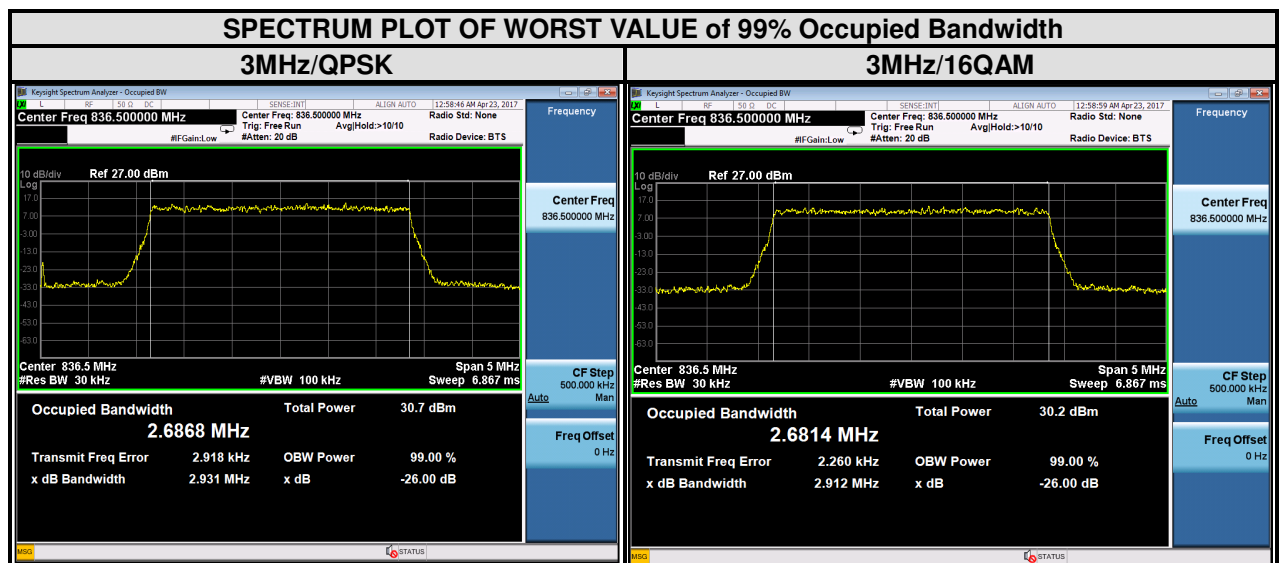 SPECTRUM PLOT OF WORST VALUE of 99% Occupied Bandwidth
3MHz/QPSK
Keysight Spectrum Analyzer - Occupied BW
LXI L RF 50 Ω DC SENSE:INT ALIGN AUTO 12:58:46 AM Apr 23, 2017
Center Freq 836.500000 MHz
Center Freq: 836.500000 MHz
Radio Std: None
Trig: Free Run Avg|Hold:>10/10
#IFGain:Low #Atten: 20 dB
Radio Device: BTS
10 dB/div Ref 27.00 dBm
Log
17.0
7.00
-3.00
-13.0
-23.0
-33.0
-43.0
-53.0
-63.0
Center 836.5 MHz Span 5 MHz
#Res BW 30 kHz #VBW 100 kHz Sweep 6.867 ms
Occupied Bandwidth Total Power 30.7 dBm
2.6868 MHz
Transmit Freq Error 2.918 kHz OBW Power 99.00 %
x dB Bandwidth 2.931 MHz x dB -26.00 dB
MSG STATUS
Frequency
Center Freq
836.500000 MHz
CF Step
500.000 kHz
Auto Man
Freq Offset
0 Hz
3MHz/16QAM
Keysight Spectrum Analyzer - Occupied BW
LXI L RF 50 Ω DC SENSE:INT ALIGN AUTO 12:58:59 AM Apr 23, 2017
Center Freq 836.500000 MHz
Center Freq: 836.500000 MHz
Radio Std: None
Trig: Free Run Avg|Hold:>10/10
#IFGain:Low #Atten: 20 dB
Radio Device: BTS
10 dB/div Ref 27.00 dBm
Log
17.0
7.00
-3.00
-13.0
-23.0
-33.0
-43.0
-53.0
-63.0
Center 836.5 MHz Span 5 MHz
#Res BW 30 kHz #VBW 100 kHz Sweep 6.867 ms
Occupied Bandwidth Total Power 30.2 dBm
2.6814 MHz
Transmit Freq Error 2.260 kHz OBW Power 99.00 %
x dB Bandwidth 2.912 MHz x dB -26.00 dB
MSG STATUS
Frequency
Center Freq
836.500000 MHz
CF Step
500.000 kHz
Auto Man
Freq Offset
0 Hz